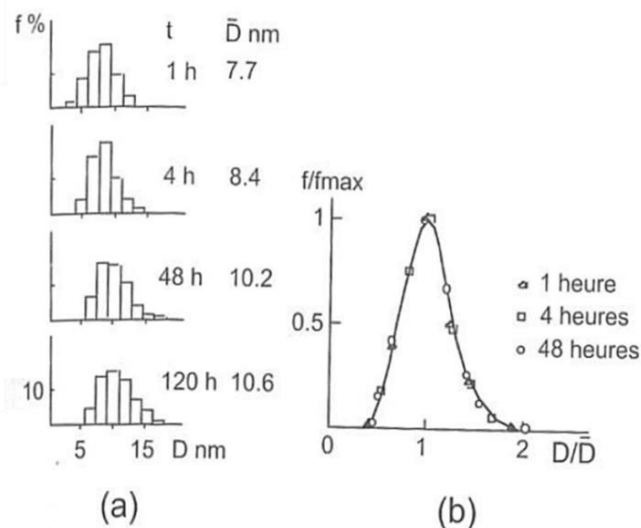 f % t D̄ nm
1 h 7.7
4 h 8.4
48 h 10.2
10 120 h 10.6
5 15 D nm
(a)
f/fmax
1
0.5
0 1 2 D/D̄
1 heure
4 heures
48 heures
(b)